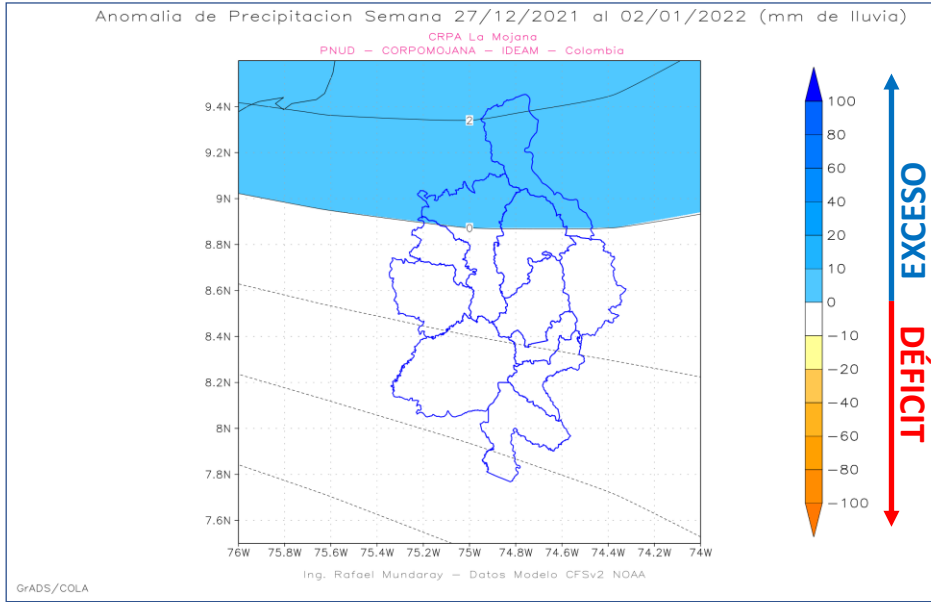 Anomalia de Precipitacion Semana 27/12/2021 al 02/01/2022 (mm de lluvia)
CRPA La Mojana
PNUD – CORPOMOJANA – IDEAM – Colombia
9.4N
9.2N
9N
8.8N
8.6N
8.4N
8.2N
8N
7.8N
7.6N
2
0
76W 75.8W 75.6W 75.4W 75.2W 75W 74.8W 74.6W 74.4W 74.2W 74W
100
80
60
40
20
10
0
−10
−20
−40
−60
−80
−100
EXCESO
DÉFICIT
Ing. Rafael Mundaray – Datos Modelo CFSv2 NOAA
GrADS/COLA